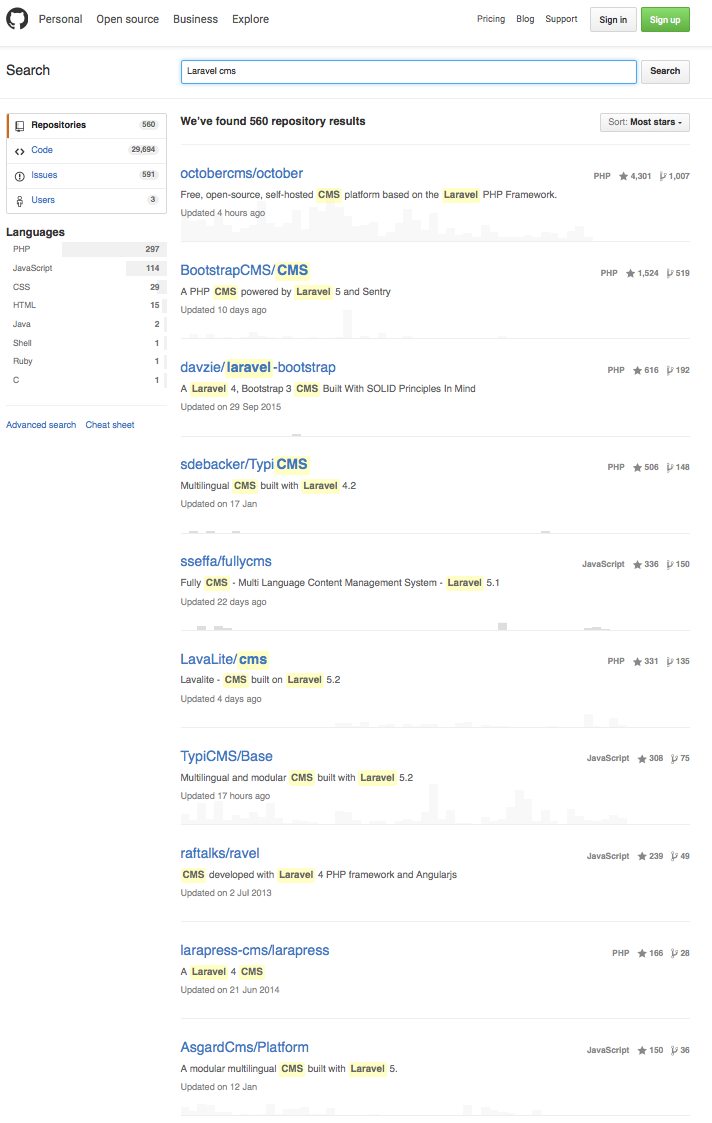 Personal Open source Business Explore Pricing Blog Support Sign in Sign up
Search Laravel cms Search
Repositories 560
Code 29,694
Issues 591
Users 3
Languages
PHP 297
JavaScript 114
CSS 29
HTML 15
Java 2
Shell 1
Ruby 1
C 1
Advanced search Cheat sheet
We've found 560 repository results Sort: Most stars
octobercms/october PHP 4,301 1,007
Free, open-source, self-hosted CMS platform based on the Laravel PHP Framework.
Updated 4 hours ago
BootstrapCMS/CMS PHP 1,524 519
A PHP CMS powered by Laravel 5 and Sentry
Updated 10 days ago
davzie/laravel-bootstrap PHP 616 192
A Laravel 4, Bootstrap 3 CMS Built With SOLID Principles In Mind
Updated on 29 Sep 2015
sdebacker/TypiCMS PHP 506 148
Multilingual CMS built with Laravel 4.2
Updated on 17 Jan
sseffa/fullycms JavaScript 336 150
Fully CMS - Multi Language Content Management System - Laravel 5.1
Updated 22 days ago
LavaLite/cms PHP 331 135
Lavalite - CMS built on Laravel 5.2
Updated 4 days ago
TypiCMS/Base JavaScript 308 75
Multilingual and modular CMS built with Laravel 5.2
Updated 17 hours ago
raftalks/ravel JavaScript 239 49
CMS developed with Laravel 4 PHP framework and Angularjs
Updated on 2 Jul 2013
larapress-cms/larapress PHP 166 28
A Laravel 4 CMS
Updated on 21 Jun 2014
AsgardCms/Platform JavaScript 150 36
A modular multilingual CMS built with Laravel 5.
Updated on 12 Jan